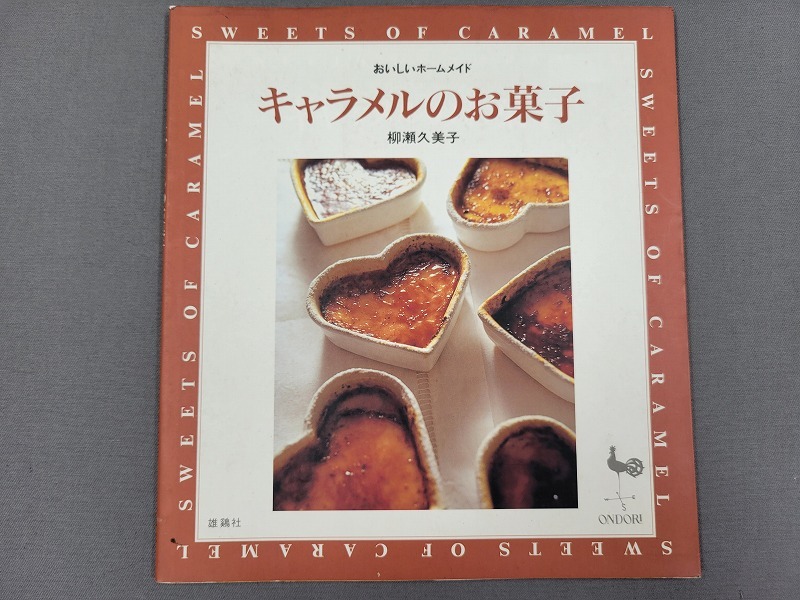 SWEETS OF CARAMEL
おいしいホームメイド
キャラメルのお菓子
柳瀬久美子
SWEETS OF CARAMEL
SWEETS OF CARAMEL
S
ONDORI
雄鶏社
SWEETS OF CARAMEL